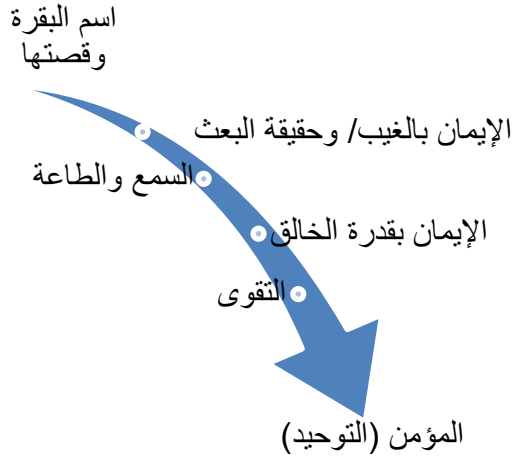 اسم البقرة
وقصتها
الإيمان بالغيب/ وحقيقة البعث
السمع والطاعة
الإيمان بقدرة الخالق
التقوى
المؤمن (التوحيد)